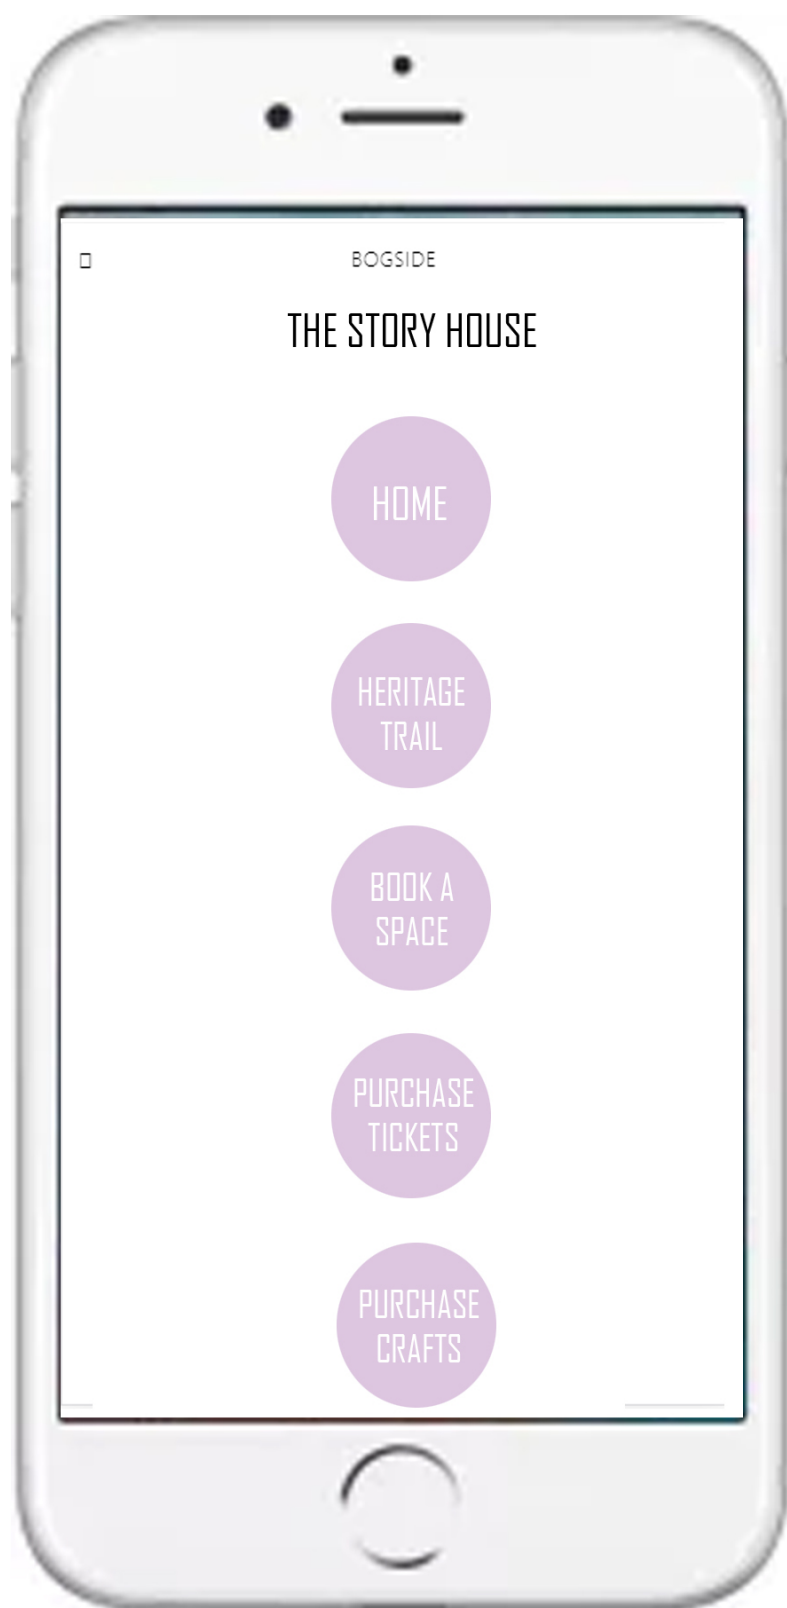 BOGSIDE
THE STORY HOUSE
HOME
HERITAGE
TRAIL
BOOK A
SPACE
PURCHASE
TICKETS
PURCHASE
CRAFTS